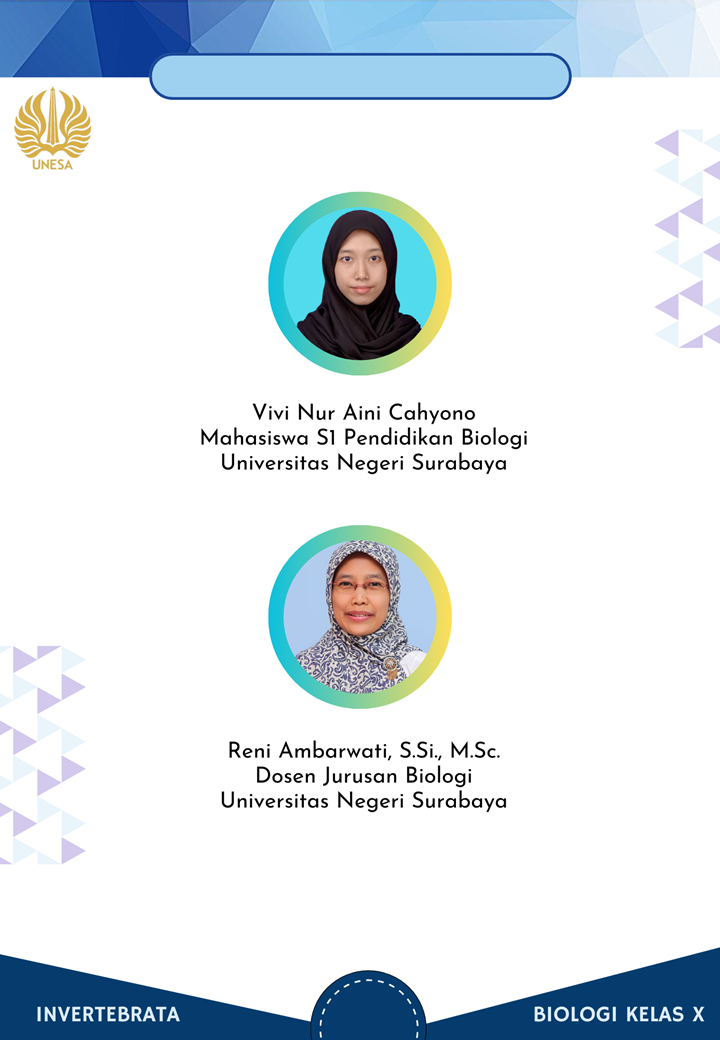 UNESA
Vivi Nur Aini Cahyono
Mahasiswa S1 Pendidikan Biologi
Universitas Negeri Surabaya
Reni Ambarwati, S.Si., M.Sc.
Dosen Jurusan Biologi
Universitas Negeri Surabaya
INVERTEBRATA
BIOLOGI KELAS X